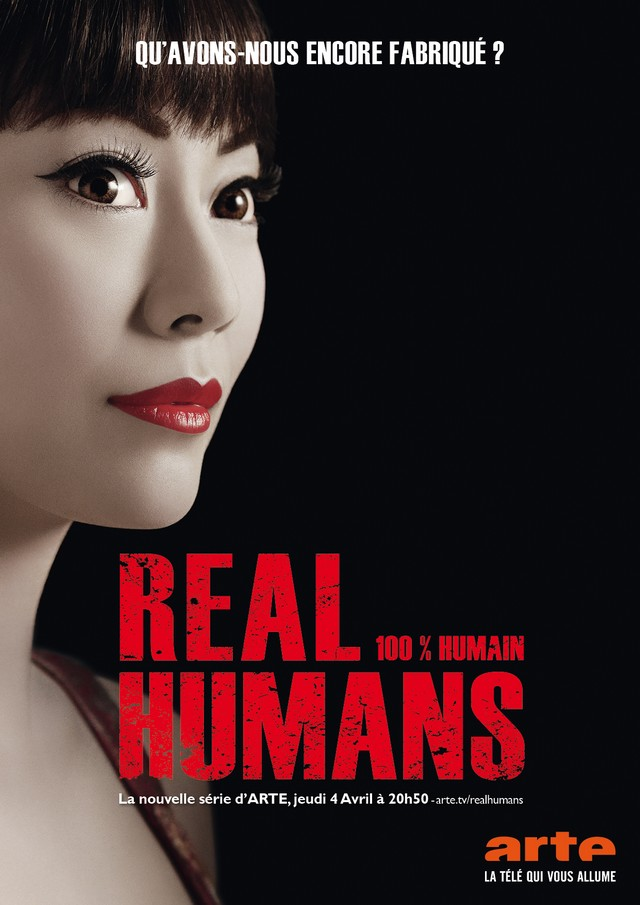 QU'AVONS-NOUS ENCORE FABRIQUÉ ?
REAL
100 % HUMAIN
HUMANS
La nouvelle série d'ARTE, jeudi 4 Avril à 20h50 - arte.tv/realhumans
arte
LA TÉLÉ QUI VOUS ALLUME